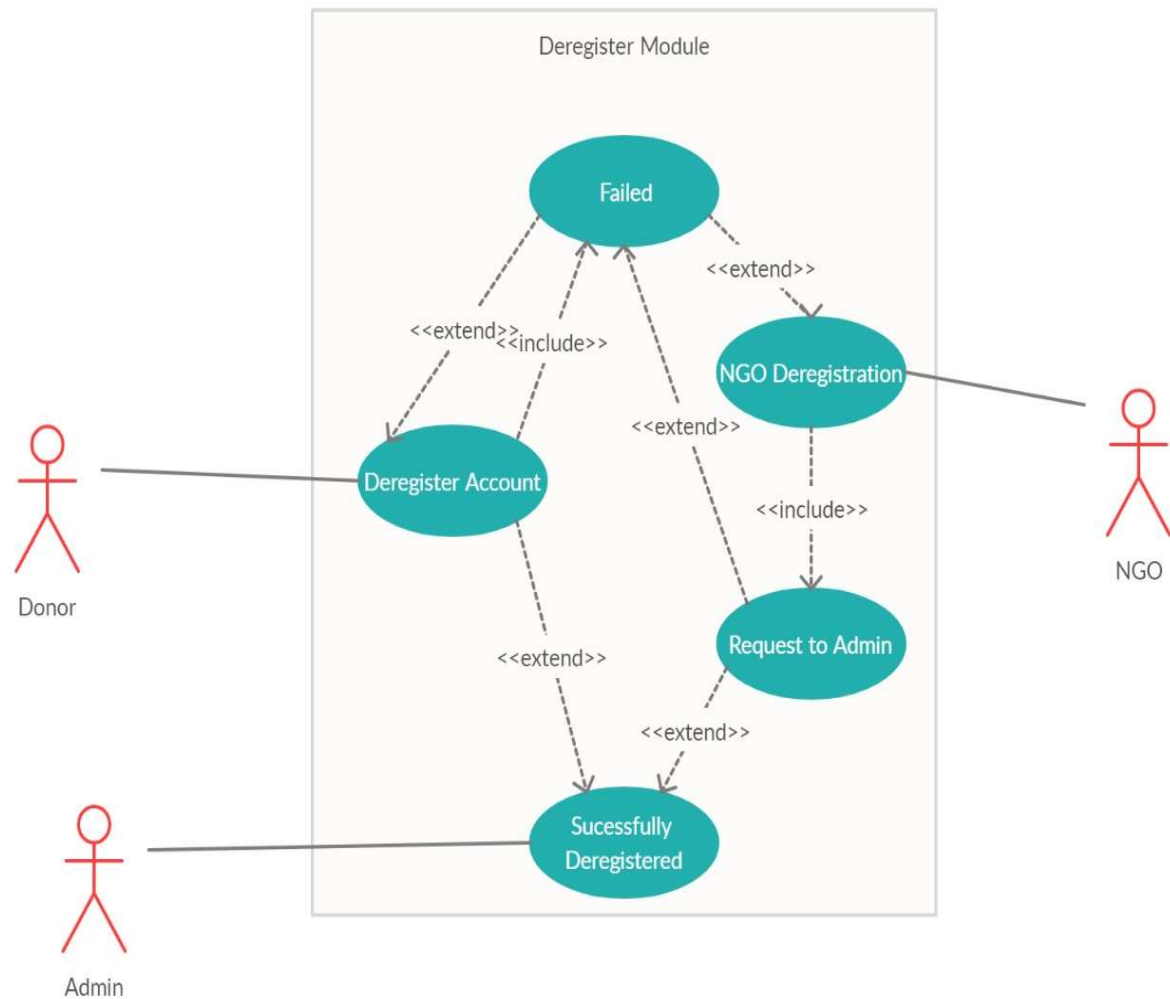 Deregister Module
Failed
<<extend>>
<<extend>>
<<include>>
NGO Deregistration
<<extend>>
Deregister Account
<<include>>
NGO
Donor
Request to Admin
<<extend>>
<<extend>>
Sucessfully
Deregistered
Admin